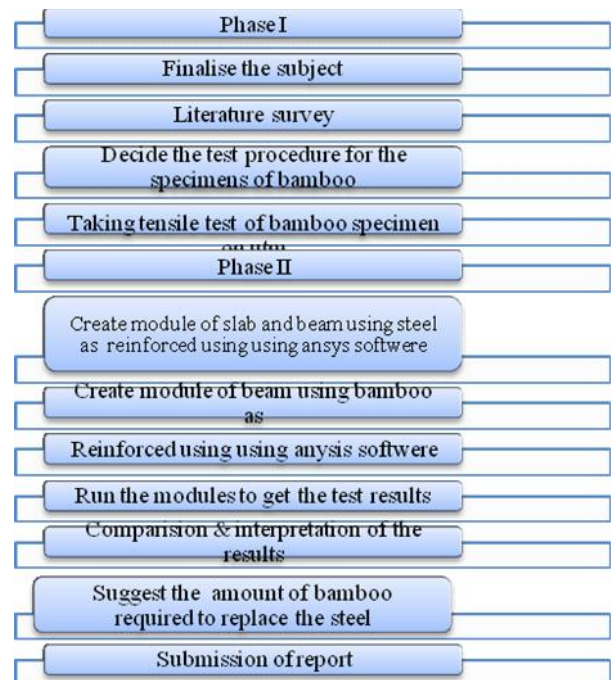 Phase I
Finalise the subject
Literature survey
Decide the test procedure for the
specimens of bamboo
Taking tensile test of bamboo specimen
on utm
Phase II
Create module of slab and beam using steel
as reinforced using using ansys softwere
Create module of beam using bamboo
as
Reinforced using using anysis softwere
Run the modules to get the test results
Comparision & interpretation of the
results
Suggest the amount of bamboo
required to replace the steel
Submission of report